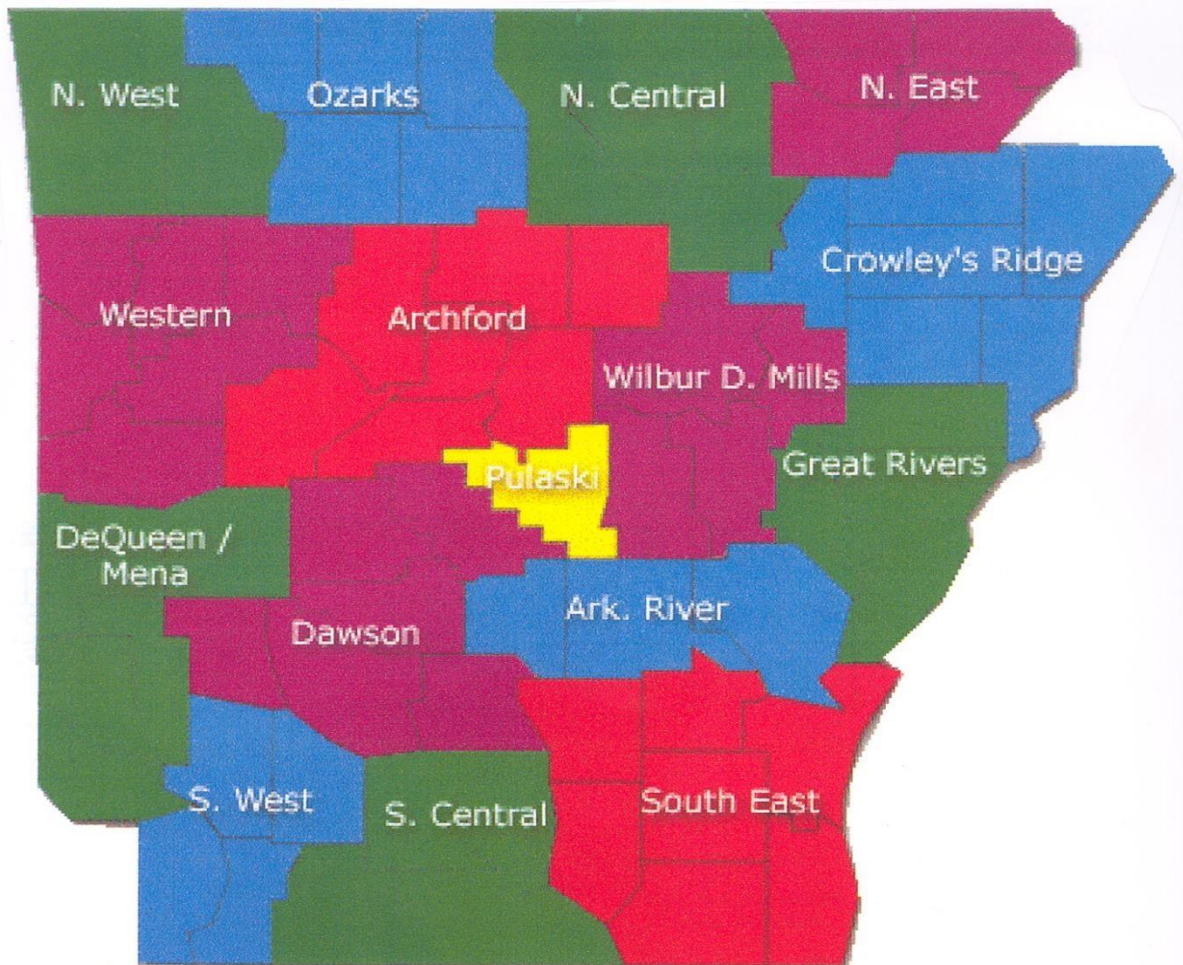 N. West
Ozarks
N. Central
N. East
Crowley's Ridge
Western
Archford
Wilbur D. Mills
Great Rivers
Pulaski
DeQueen /
Mena
Dawson
Ark. River
S. West
S. Central
South East